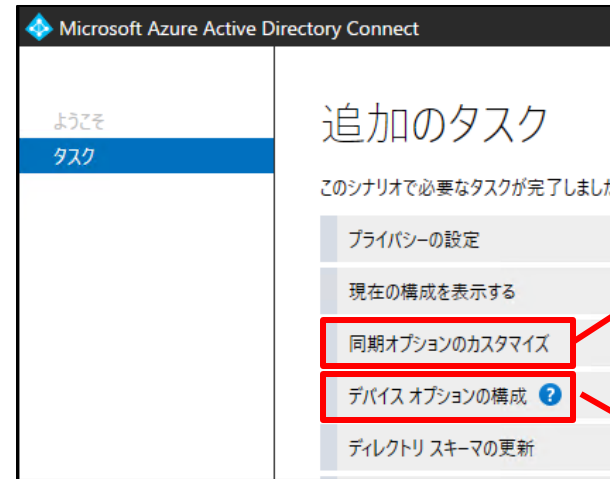 Microsoft Azure Active Directory Connect
ようこそ
タスク
追加のタスク
このシナリオで必要なタスクが完了しまし
プライバシーの設定
現在の構成を表示する
同期オプションのカスタマイズ
デバイス オプションの構成 ?
ディレクトリ スキーマの更新